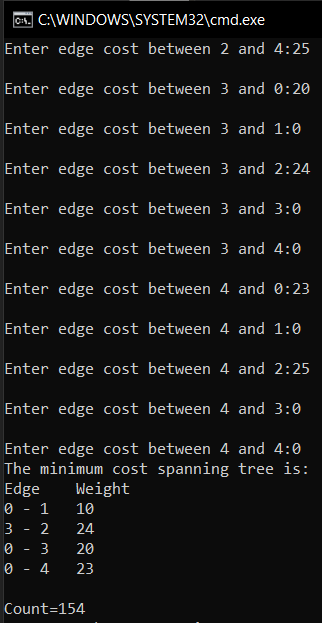 C:\WINDOWS\SYSTEM32\cmd.exe
Enter edge cost between 2 and 4:25
Enter edge cost between 3 and 0:20
Enter edge cost between 3 and 1:0
Enter edge cost between 3 and 2:24
Enter edge cost between 3 and 3:0
Enter edge cost between 3 and 4:0
Enter edge cost between 4 and 0:23
Enter edge cost between 4 and 1:0
Enter edge cost between 4 and 2:25
Enter edge cost between 4 and 3:0
Enter edge cost between 4 and 4:0
The minimum cost spanning tree is:
Edge    Weight
0 - 1   10
3 - 2   24
0 - 3   20
0 - 4   23
Count=154